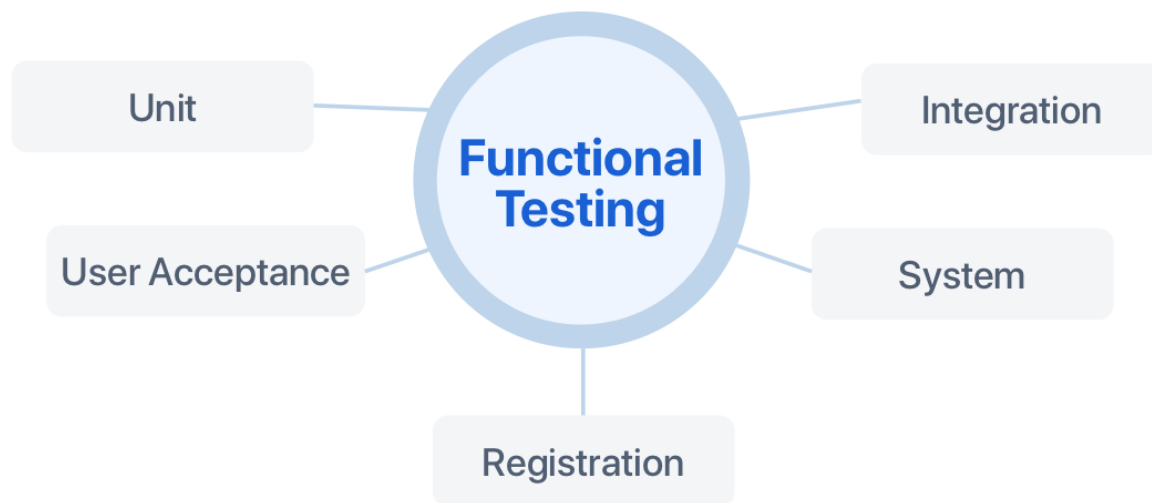 Unit
Integration
Functional
Testing
User Acceptance
System
Registration